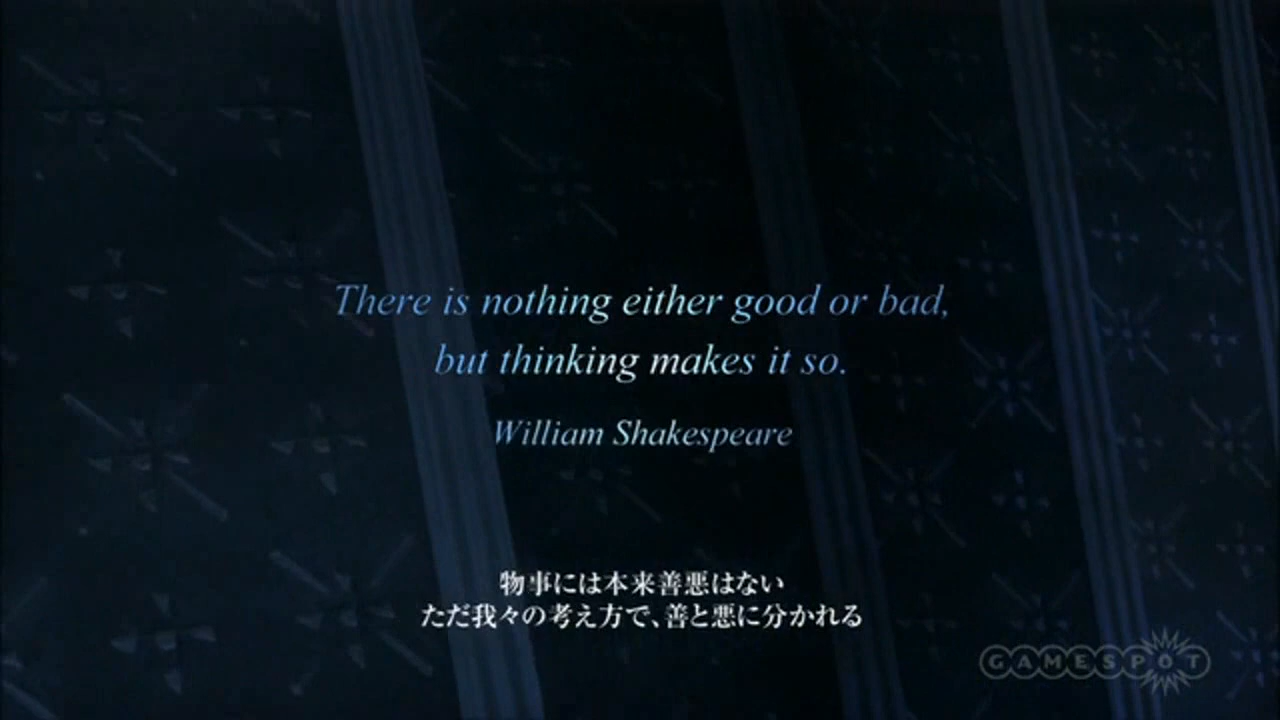 There is nothing either good or bad,
but thinking makes it so.
William Shakespeare
物事には本来善悪はない
ただ我々の考え方で、善と悪に分かれる
GAMESPOT